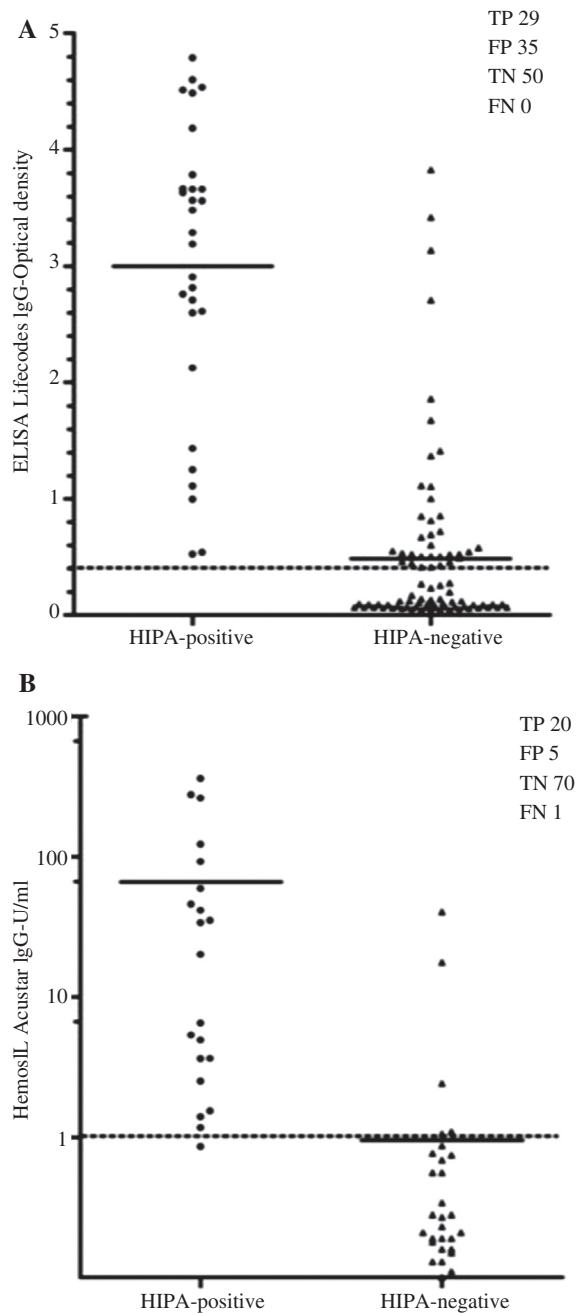 A
TP 29
FP 35
TN 50
FN 0
5
4
3
2
1
0
ELISA Lifecodes IgG-Optical density
HIPA-positive HIPA-negative
B
TP 20
FP 5
TN 70
FN 1
1000
100
10
1
HemosIL Acustar IgG-U/ml
HIPA-positive HIPA-negative